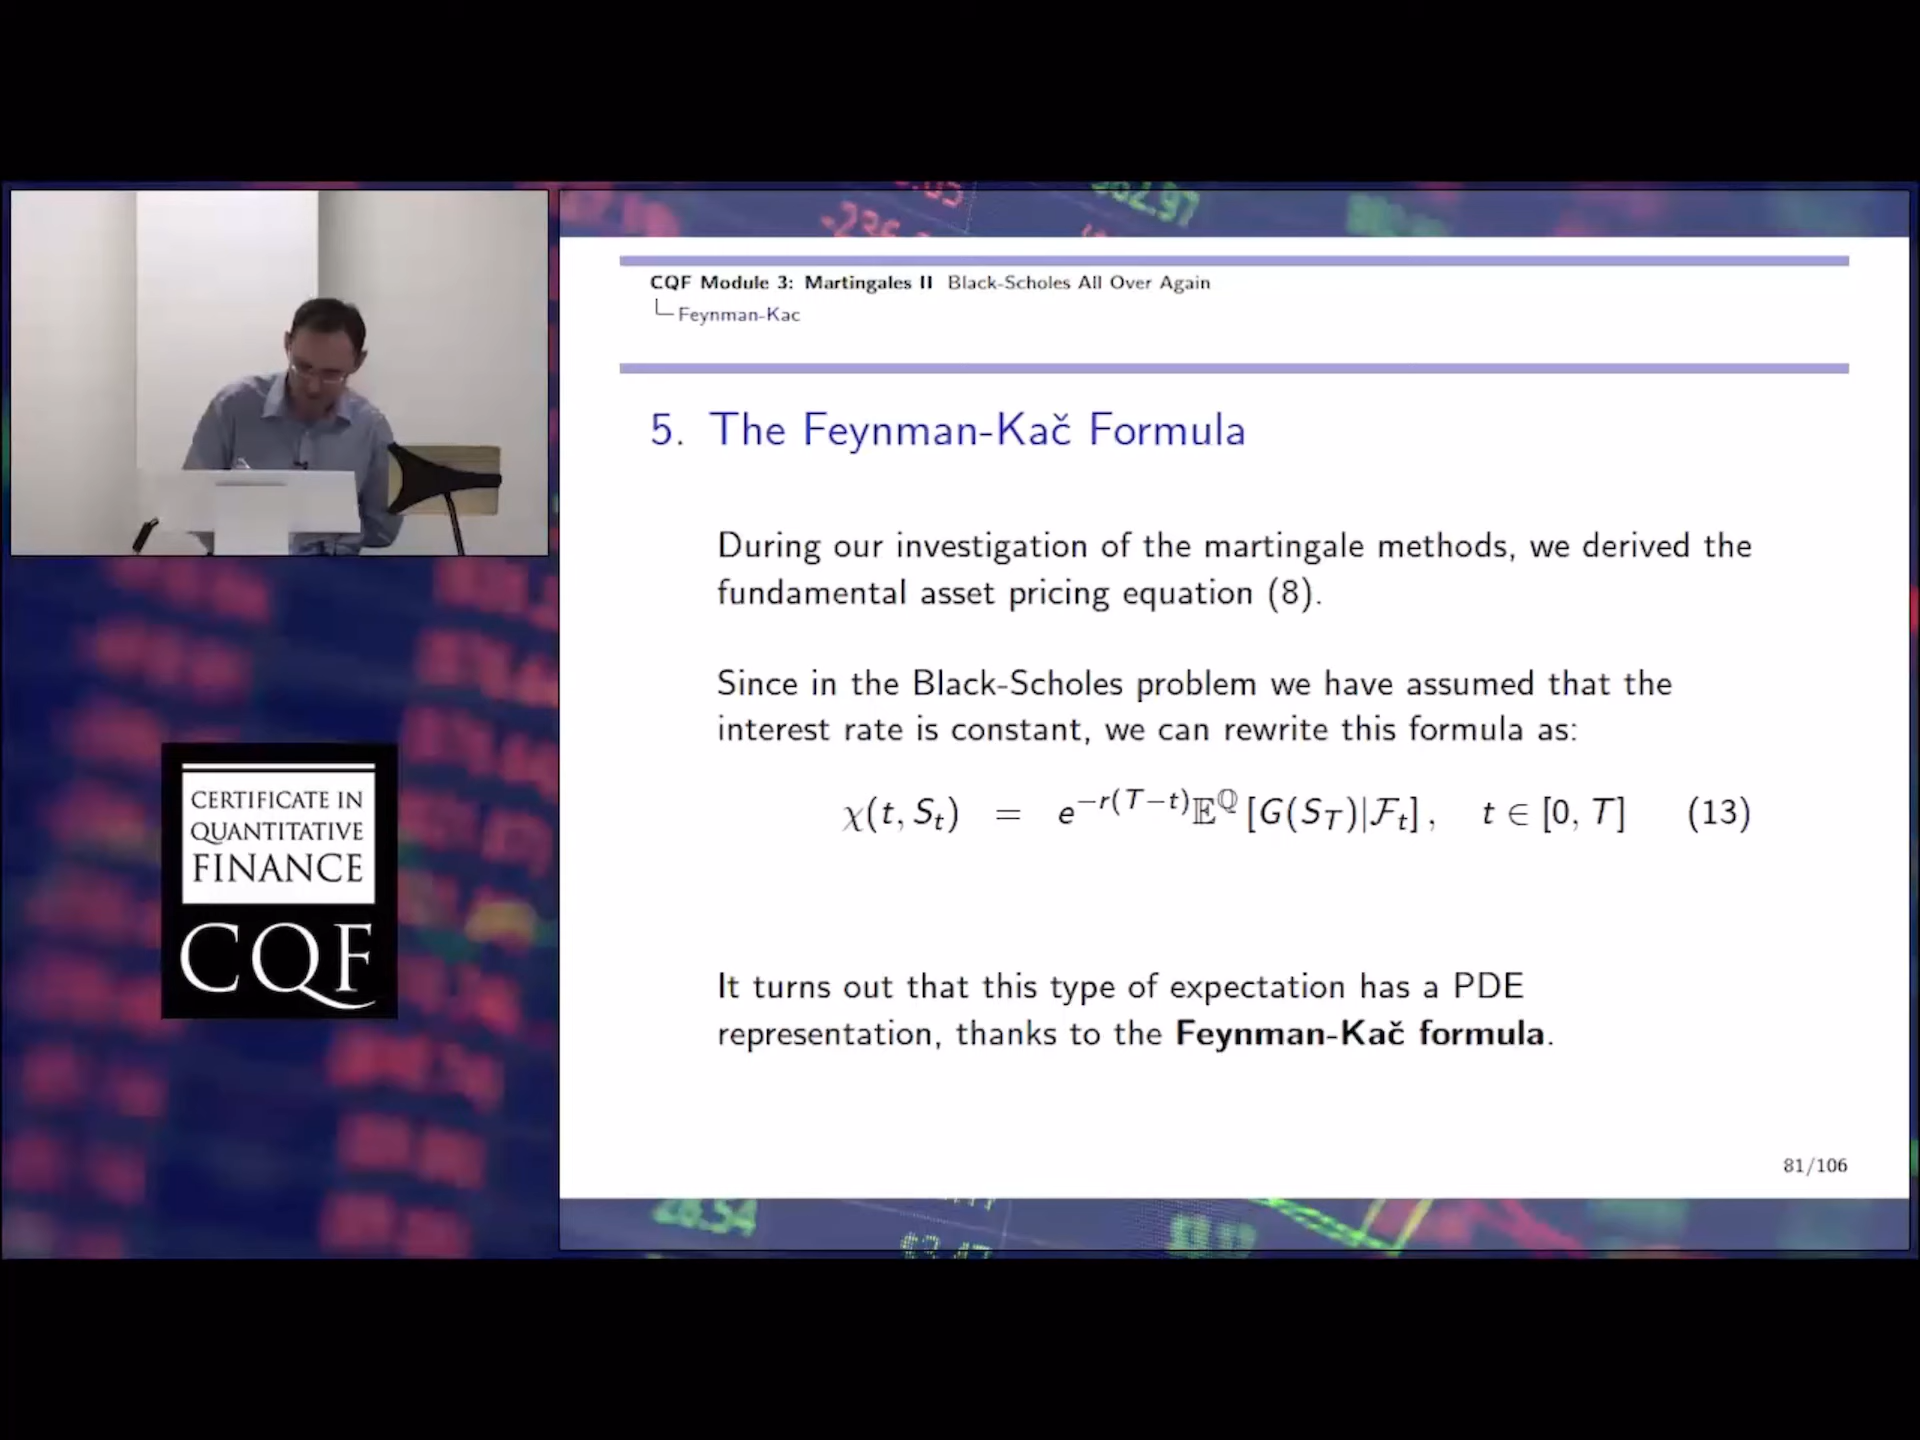 CQF Module 3: Martingales II Black-Scholes All Over Again
Feynman-Kac
5. The Feynman-Kač Formula
During our investigation of the martingale methods, we derived the
fundamental asset pricing equation (8).
Since in the Black-Scholes problem we have assumed that the
interest rate is constant, we can rewrite this formula as:
χ(t, S_t) = e^{−r(T−t)} 𝔼^ℚ [G(S_T)|ℱ_t], t ∈ [0, T] (13)
It turns out that this type of expectation has a PDE
representation, thanks to the Feynman-Kač formula.
81/106
CERTIFICATE IN
QUANTITATIVE
FINANCE
CQF